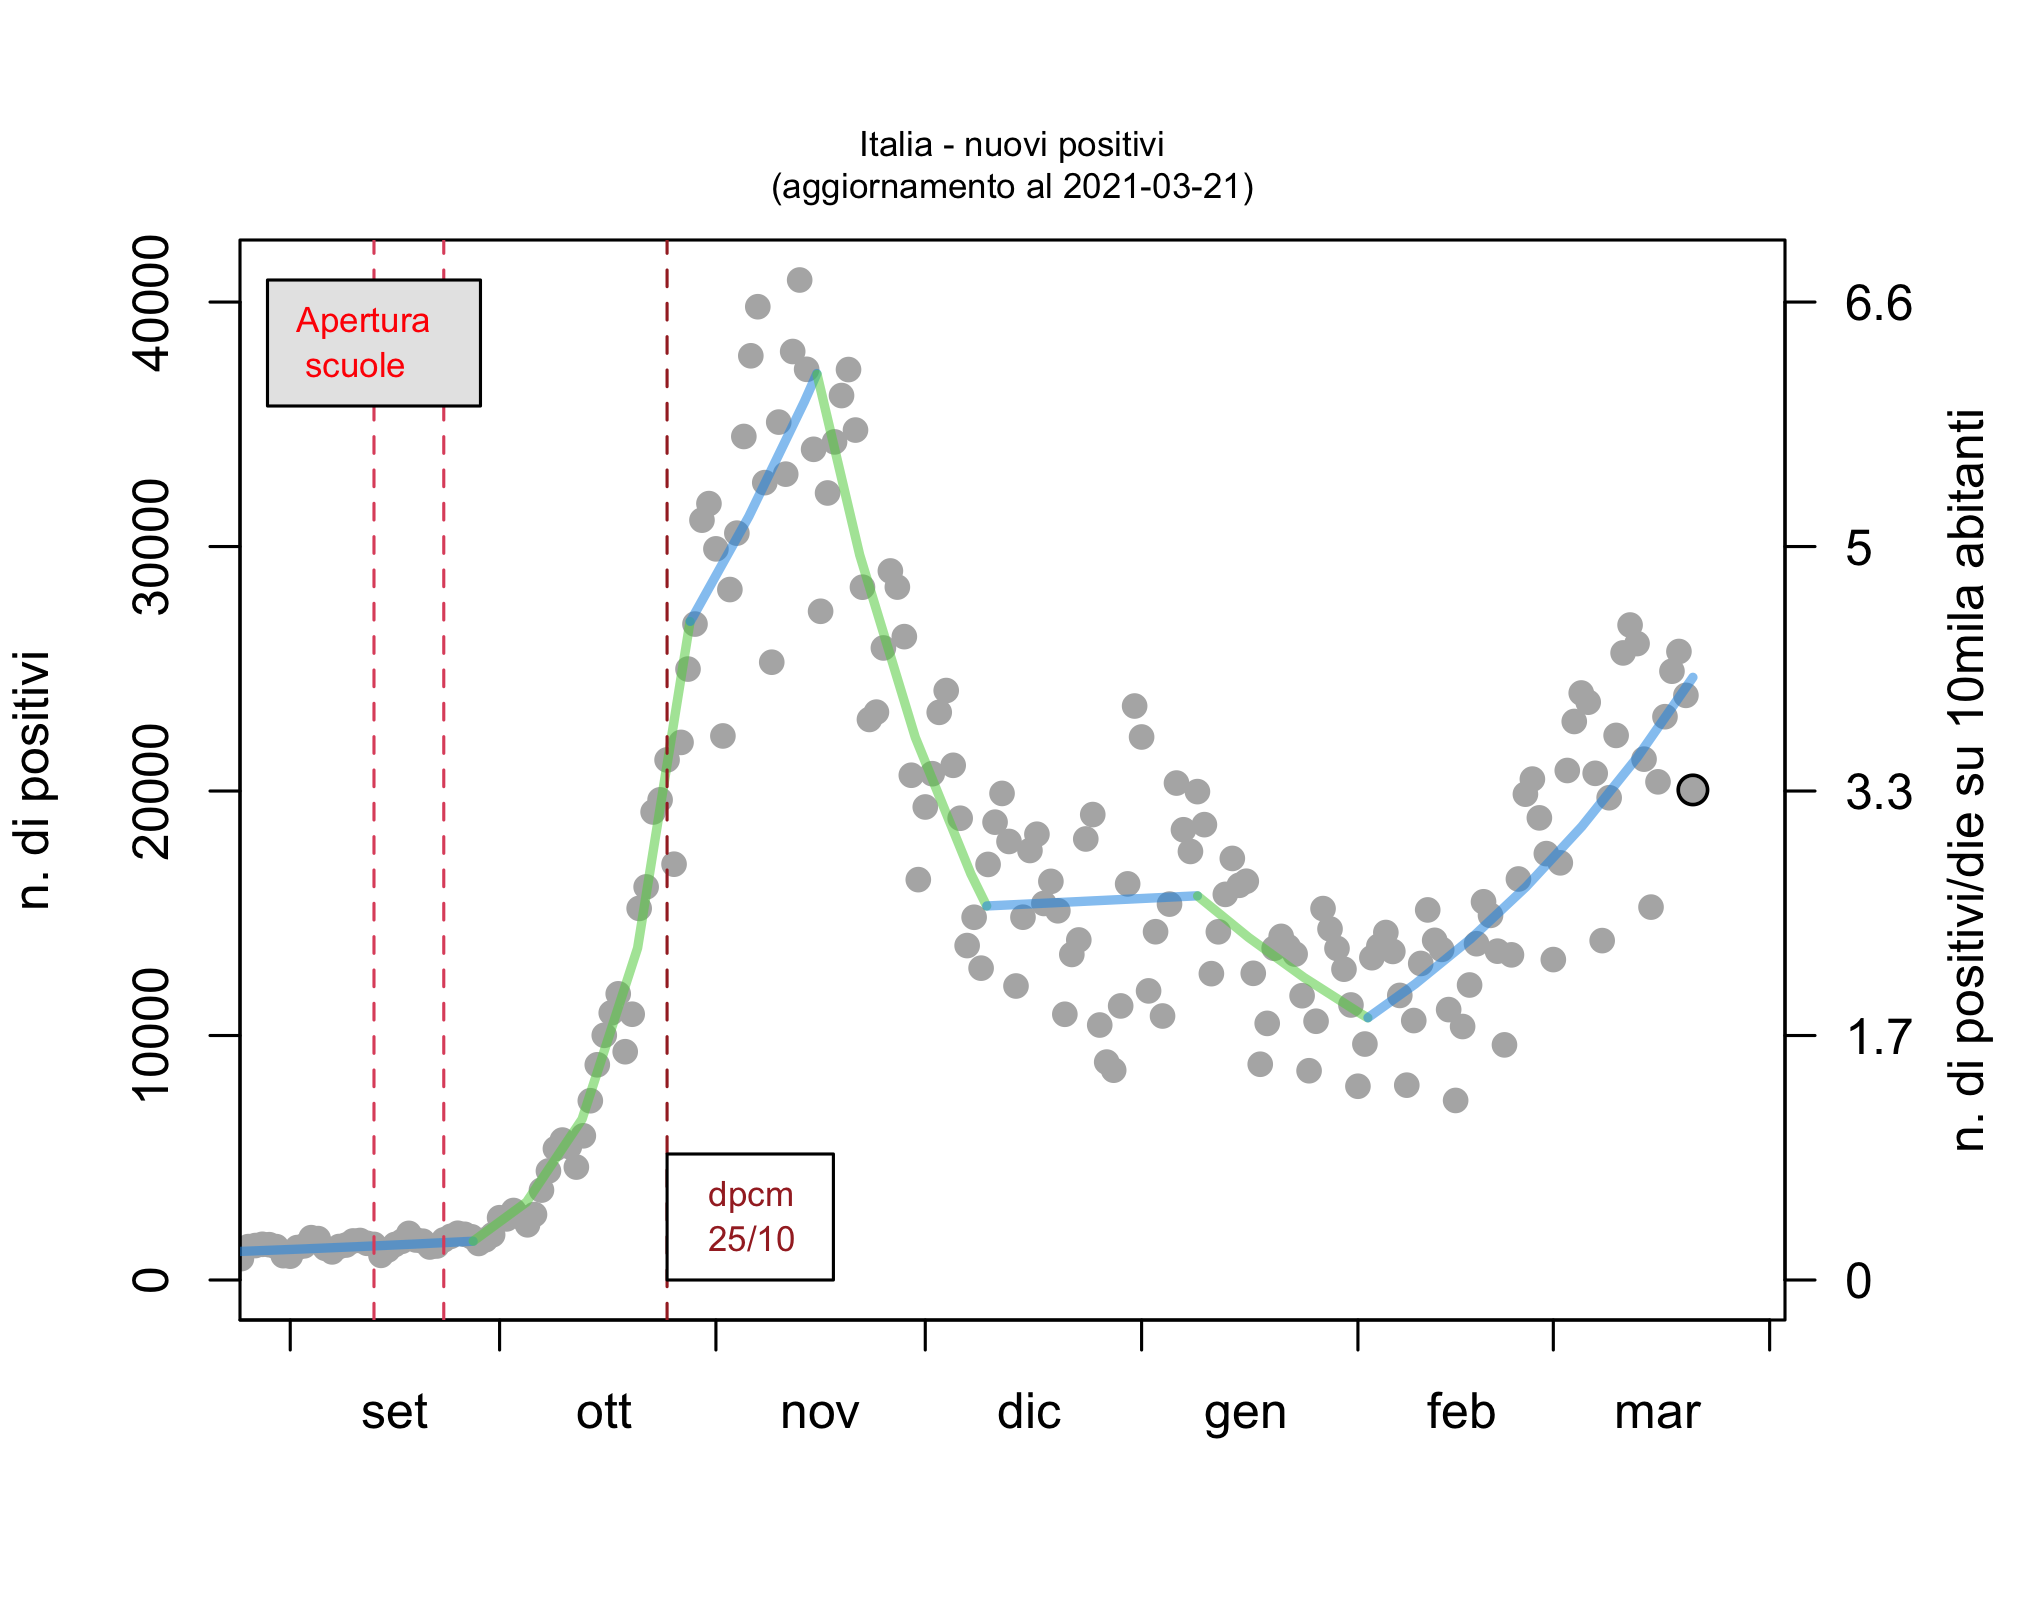 Italia - nuovi positivi
(aggiornamento al 2021-03-21)
n. di positivi
40000
30000
20000
10000
0
Apertura
scuole
dpcm
25/10
6.6
5
3.3
1.7
0
n. di positivi/die su 10mila abitanti
set ott nov dic gen feb mar